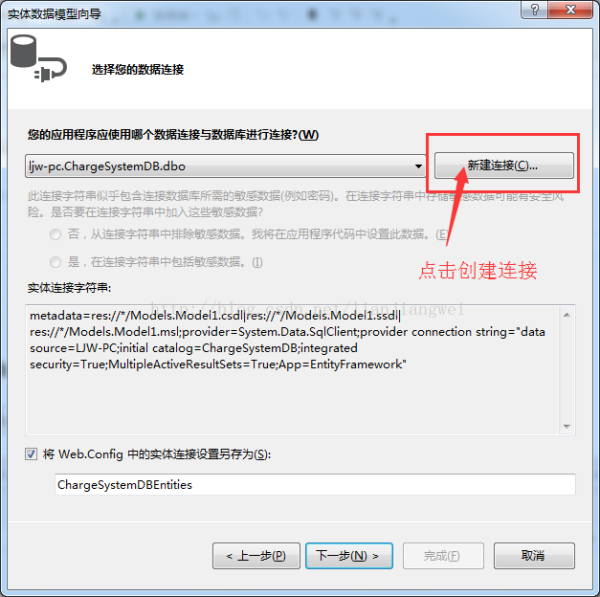 实体数据模型向导
选择您的数据连接
您的应用程序应使用哪个数据连接与数据库进行连接?(W)
ljw-pc.ChargeSystemDB.dbo
新建连接(C)...
此连接字符串似乎包含连接数据库所需的敏感数据(例如密码)。在连接字符串中存储敏感数据可能有安全风
险。是否要在连接字符串中加入这些敏感数据?
否，从连接字符串中排除敏感数据。我将在应用程序代码中设置此数据。(E)
是，在连接字符串中包括敏感数据。(I)
点击创建连接
实体连接字符串:
http://blog.csdn.net/lianjiangwei
metadata=res://*/Models.Model1.csdl|res://*/Models.Model1.ssdl|
res://*/Models.Model1.msl;provider=System.Data.SqlClient;provider connection string="data
source=LJW-PC;initial catalog=ChargeSystemDB;integrated
security=True;MultipleActiveResultSets=True;App=EntityFramework"
将 Web.Config 中的实体连接设置另存为(S):
ChargeSystemDBEntities
< 上一步(P)
下一步(N) >
完成(F)
取消